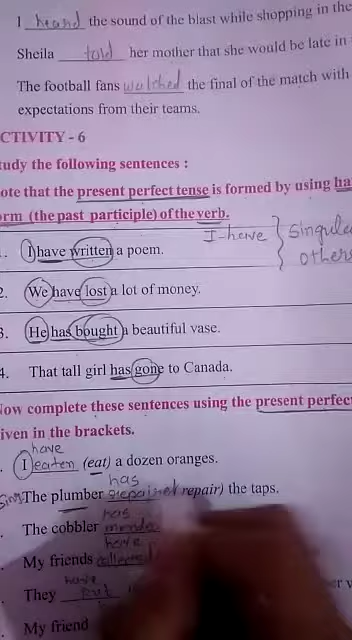 I heard the sound of the blast while shopping in the
Sheila told her mother that she would be late in
The football fans watched the final of the match with
expectations from their teams.
CTIVITY - 6
tudy the following sentences :
ote that the present perfect tense is formed by using ha
orm (the past participle) of the verb.
I-have } singula
others
1. I have written a poem.
2. We have lost a lot of money.
3. He has bought a beautiful vase.
4. That tall girl has gone to Canada.
Now complete these sentences using the present perfec
iven in the brackets.
have
I eaten (eat) a dozen oranges.
has
The plumber repair) the taps.
has
The cobbler
have
My friends
have
They
My friend